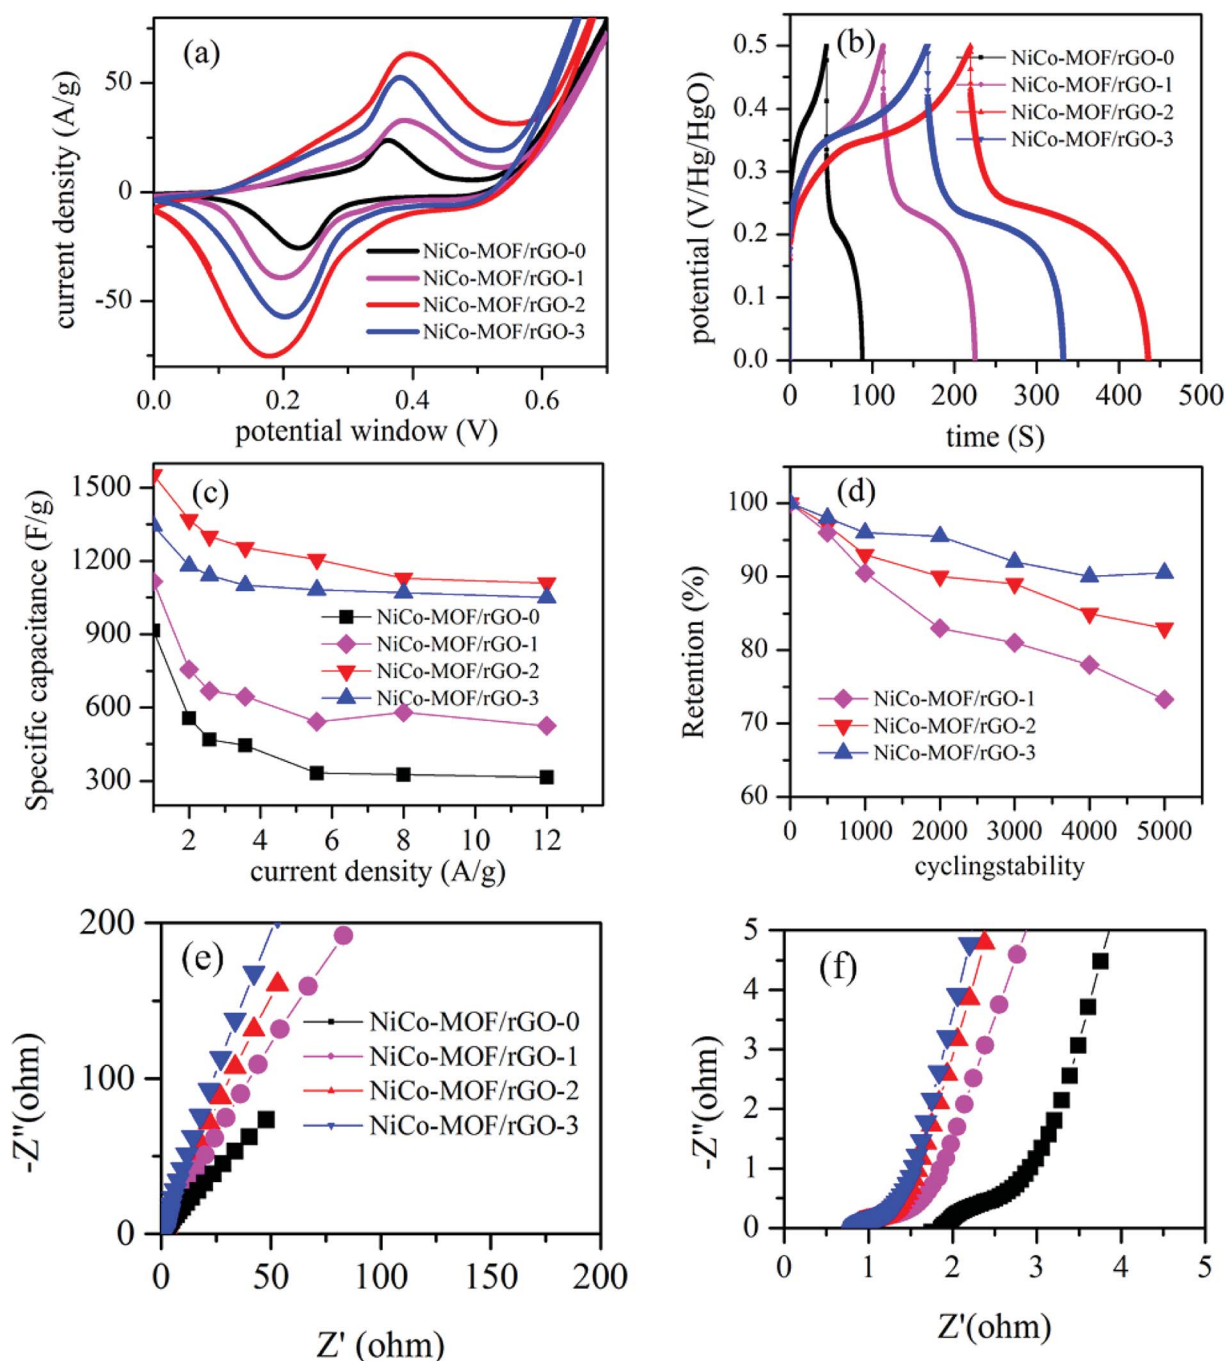 (a)
current density (A/g)
50
0
-50
0.0 0.2 0.4 0.6
potential window (V)
NiCo-MOF/rGO-0
NiCo-MOF/rGO-1
NiCo-MOF/rGO-2
NiCo-MOF/rGO-3
(b)
potential (V/Hg/HgO)
0.5
0.4
0.3
0.2
0.1
0.0
0 100 200 300 400 500
time (S)
NiCo-MOF/rGO-0
NiCo-MOF/rGO-1
NiCo-MOF/rGO-2
NiCo-MOF/rGO-3
(c)
Specific capacitance (F/g)
1500
1200
900
600
300
2 4 6 8 10 12
current density (A/g)
NiCo-MOF/rGO-0
NiCo-MOF/rGO-1
NiCo-MOF/rGO-2
NiCo-MOF/rGO-3
(d)
Retention (%)
100
90
80
70
60
0 1000 2000 3000 4000 5000
cyclingstability
NiCo-MOF/rGO-1
NiCo-MOF/rGO-2
NiCo-MOF/rGO-3
(e)
-Z"(ohm)
200
100
0
0 50 100 150 200
Z' (ohm)
NiCo-MOF/rGO-0
NiCo-MOF/rGO-1
NiCo-MOF/rGO-2
NiCo-MOF/rGO-3
(f)
-Z"(ohm)
5
4
3
2
1
0
0 1 2 3 4 5
Z'(ohm)